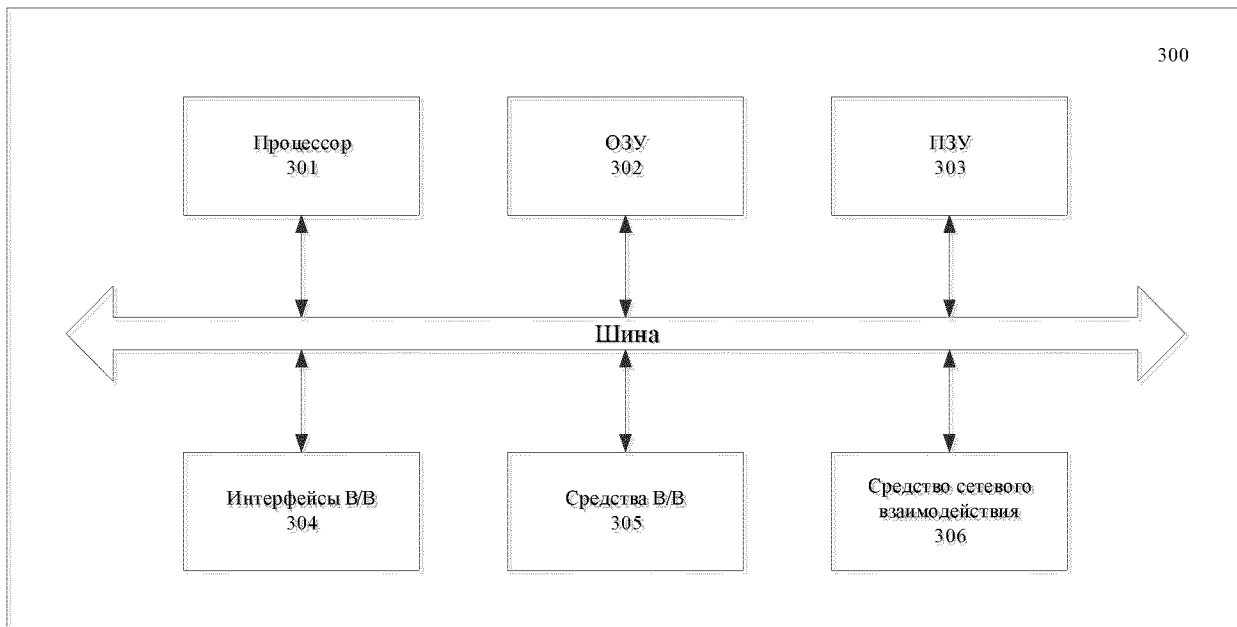 300
Процессор
301
ОЗУ
302
ПЗУ
303
Шина
Интерфейсы В/В
304
Средства В/В
305
Средство сетевого
взаимодействия
306